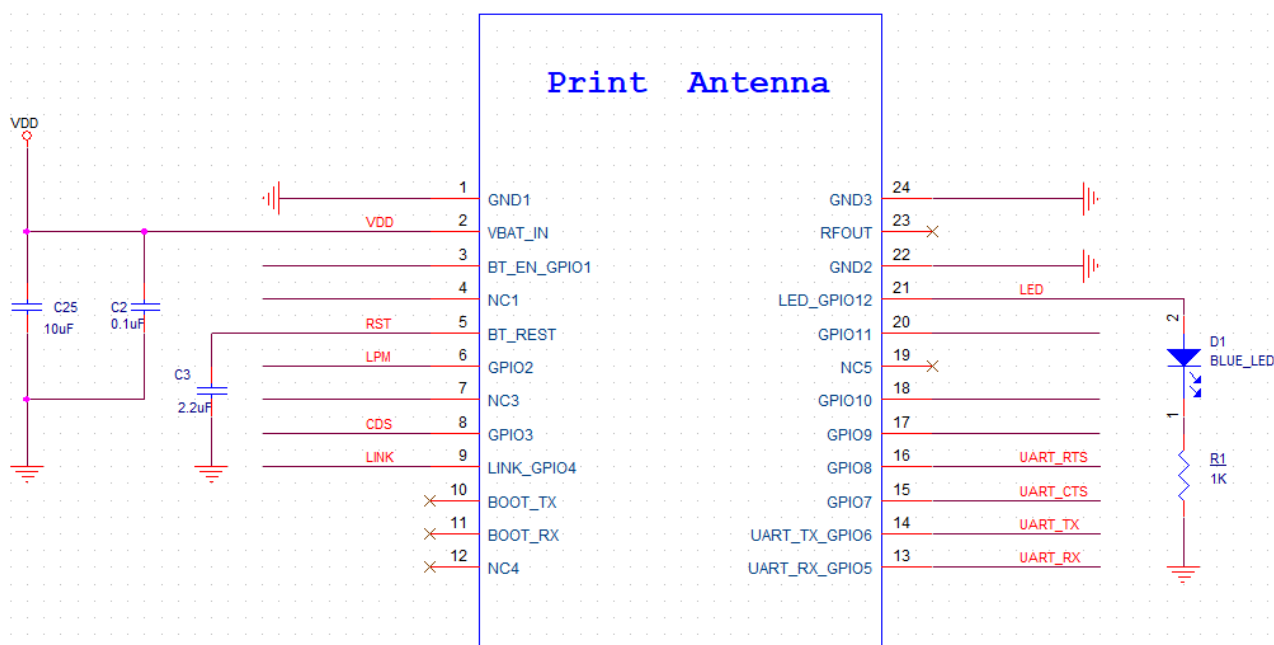 Print Antenna
VDD
1
GND1
VDD
2
VBAT_IN
3
BT_EN_GPIO1
4
NC1
RST
5
BT_REST
LPM
6
GPIO2
7
NC3
CDS
8
GPIO3
LINK
9
LINK_GPIO4
10
BOOT_TX
11
BOOT_RX
12
NC4
C25
10uF
C2
0.1uF
C3
2.2uF
24
GND3
23
RFOUT
22
GND2
21
LED_GPIO12
LED
20
GPIO11
19
NC5
18
GPIO10
17
GPIO9
16
GPIO8
UART_RTS
15
GPIO7
UART_CTS
14
UART_TX_GPIO6
UART_TX
13
UART_RX_GPIO5
UART_RX
2
D1
BLUE_LED
1
R1
1K